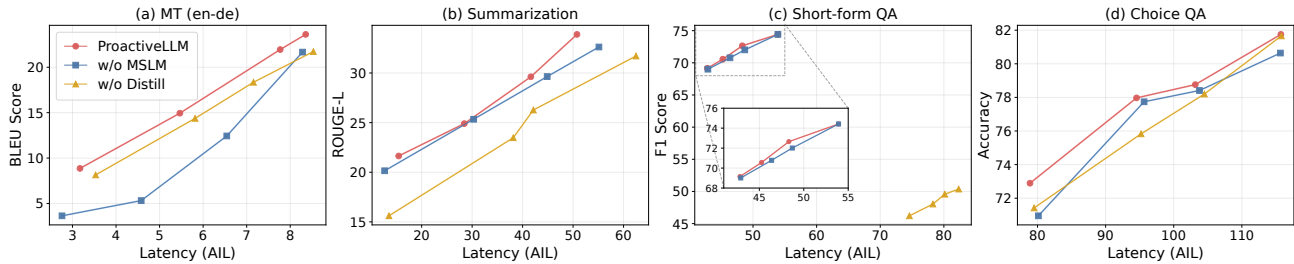 (a) MT (en-de)
BLEU Score
20
15
10
5
ProactiveLLM
w/o MSLM
w/o Distill
3 4 5 6 7 8
Latency (AIL)
(b) Summarization
ROUGE-L
30
25
20
15
20 30 40 50 60
Latency (AIL)
(c) Short-form QA
F1 Score
75
70
65
60
55
50
45
76
74
72
70
68
45 50 55
50 60 70 80
Latency (AIL)
(d) Choice QA
Accuracy
82
80
78
76
74
72
80 90 100 110
Latency (AIL)